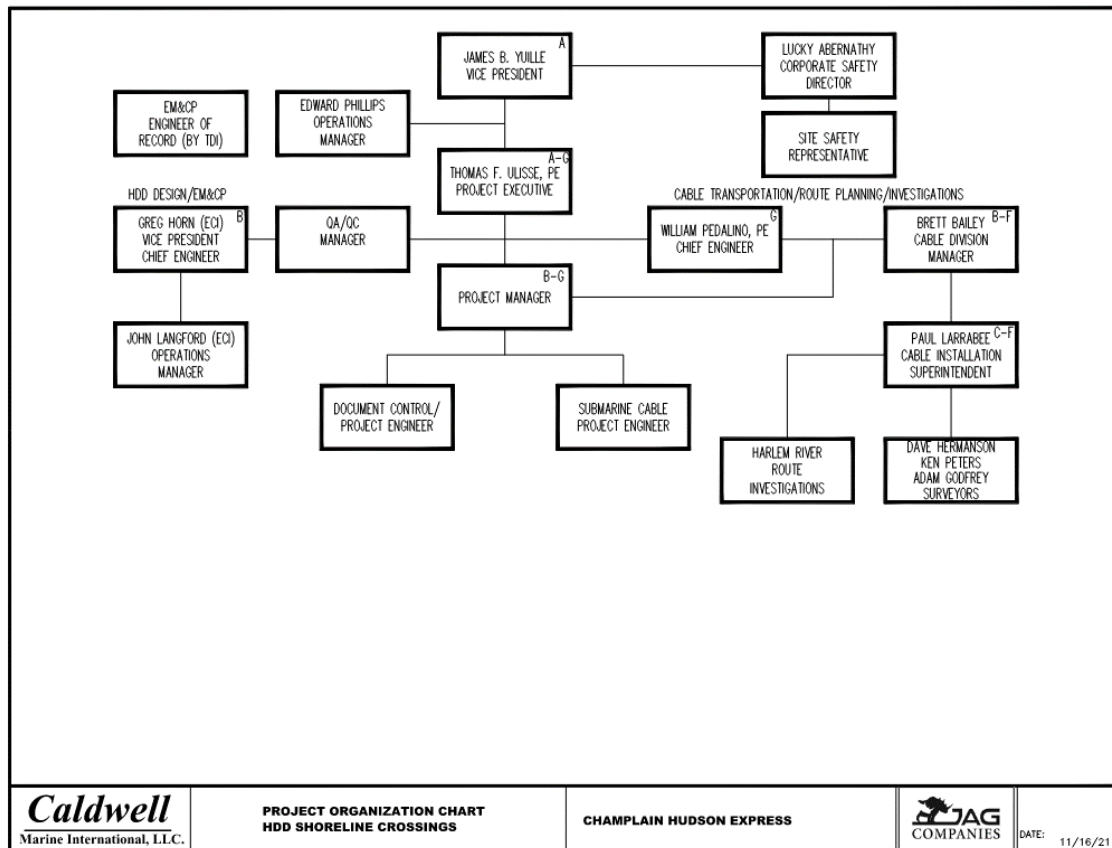 A
JAMES B. YUILLE
VICE PRESIDENT
LUCKY ABERNATHY
CORPORATE SAFETY
DIRECTOR
EM&CP
ENGINEER OF
RECORD (BY TDI)
EDWARD PHILLIPS
OPERATIONS
MANAGER
SITE SAFETY
REPRESENTATIVE
A-G
THOMAS F. ULISSE, PE
PROJECT EXECUTIVE
HDD DESIGN/EM&CP
CABLE TRANSPORTATION/ROUTE PLANNING/INVESTIGATIONS
B
GREG HORN (ECI)
VICE PRESIDENT
CHIEF ENGINEER
QA/QC
MANAGER
G
WILLIAM PEDALINO, PE
CHIEF ENGINEER
B-F
BRETT BAILEY
CABLE DIVISION
MANAGER
B-G
PROJECT MANAGER
JOHN LANGFORD (ECI)
OPERATIONS
MANAGER
C-F
PAUL LARRABEE
CABLE INSTALLATION
SUPERINTENDENT
DOCUMENT CONTROL/
PROJECT ENGINEER
SUBMARINE CABLE
PROJECT ENGINEER
HARLEM RIVER
ROUTE
INVESTIGATIONS
DAVE HERMANSON
KEN PETERS
ADAM GODFREY
SURVEYORS
Caldwell
Marine International, LLC.
PROJECT ORGANIZATION CHART
HDD SHORELINE CROSSINGS
CHAMPLAIN HUDSON EXPRESS
JAG
COMPANIES
DATE: 11/16/21